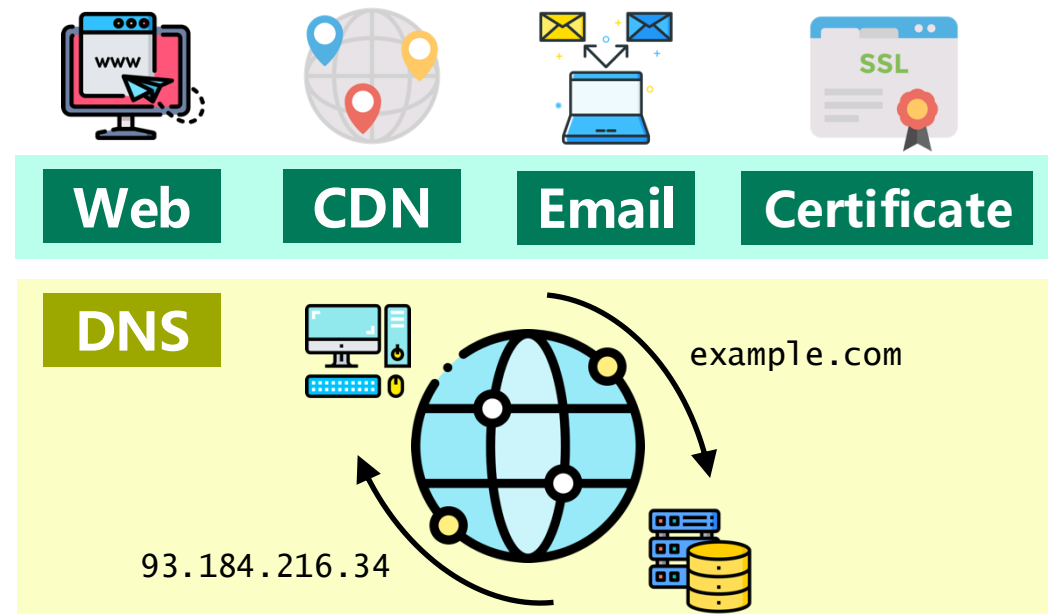 www
SSL
Web
CDN
Email
Certificate
DNS
example.com
93.184.216.34